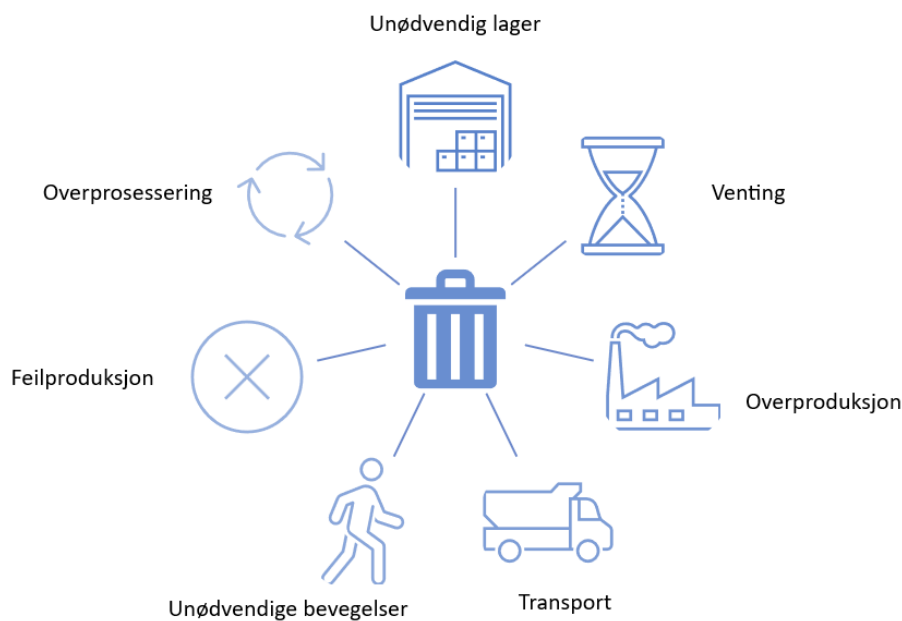 Unødvendig lager
Overprosessering
Venting
Feilproduksjon
Overproduksjon
Unødvendige bevegelser
Transport